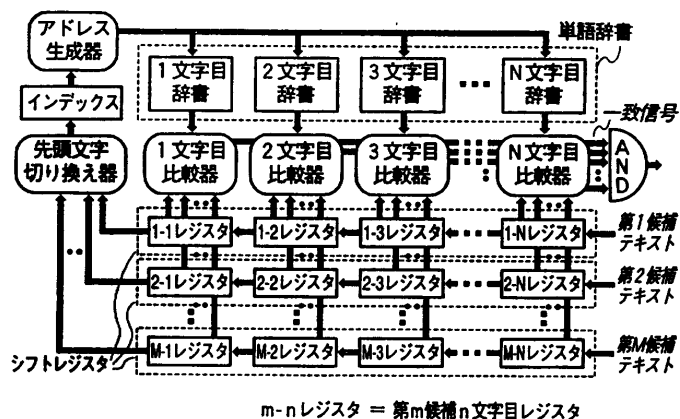 アドレス
生成器
単語辞書
1文字目
辞書
2文字目
辞書
3文字目
辞書
N文字目
辞書
インデックス
一致信号
先頭文字
切り換え器
1文字目
比較器
2文字目
比較器
3文字目
比較器
N文字目
比較器
AND
1-1レジスタ
1-2レジスタ
1-3レジスタ
1-Nレジスタ
第1候補
テキスト
2-1レジスタ
2-2レジスタ
2-3レジスタ
2-Nレジスタ
第2候補
テキスト
シフトレジスタ
M-1レジスタ
M-2レジスタ
M-3レジスタ
M-Nレジスタ
第M候補
テキスト
m-nレジスタ = 第m候補n文字目レジスタ